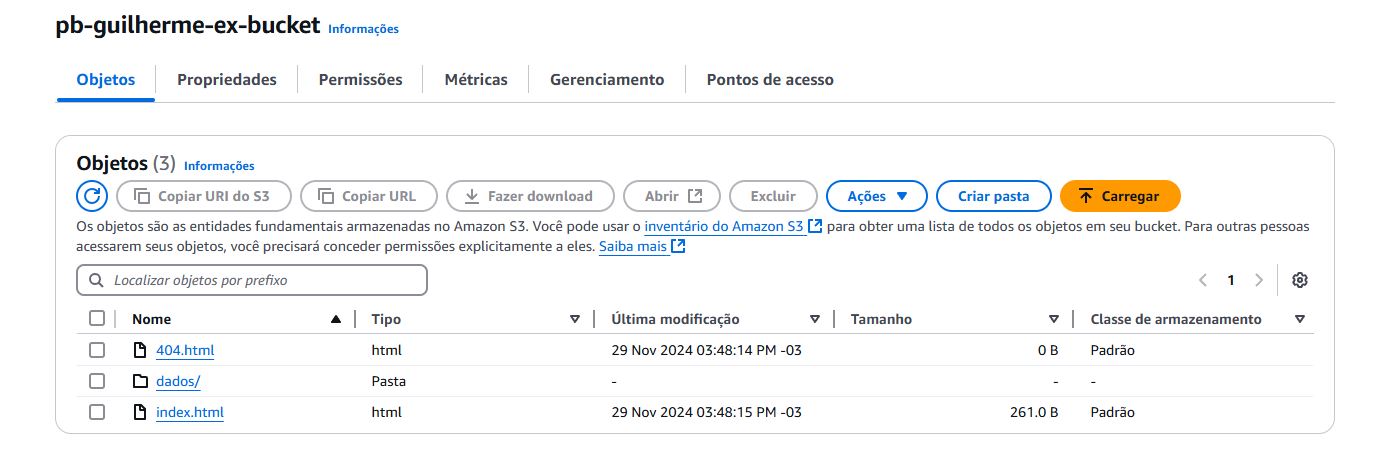 pb-guilherme-ex-bucket Informações
Objetos Propriedades Permissões Métricas Gerenciamento Pontos de acesso
Objetos (3) Informações
Copiar URI do S3 Copiar URL Fazer download Abrir Excluir Ações Criar pasta Carregar
Os objetos são as entidades fundamentais armazenadas no Amazon S3. Você pode usar o inventário do Amazon S3 para obter uma lista de todos os objetos em seu bucket. Para outras pessoas
acessarem seus objetos, você precisará conceder permissões explicitamente a eles. Saiba mais
Localizar objetos por prefixo 1
Nome Tipo Última modificação Tamanho Classe de armazenamento
404.html html 29 Nov 2024 03:48:14 PM -03 0 B Padrão
dados/ Pasta - - -
index.html html 29 Nov 2024 03:48:15 PM -03 261.0 B Padrão